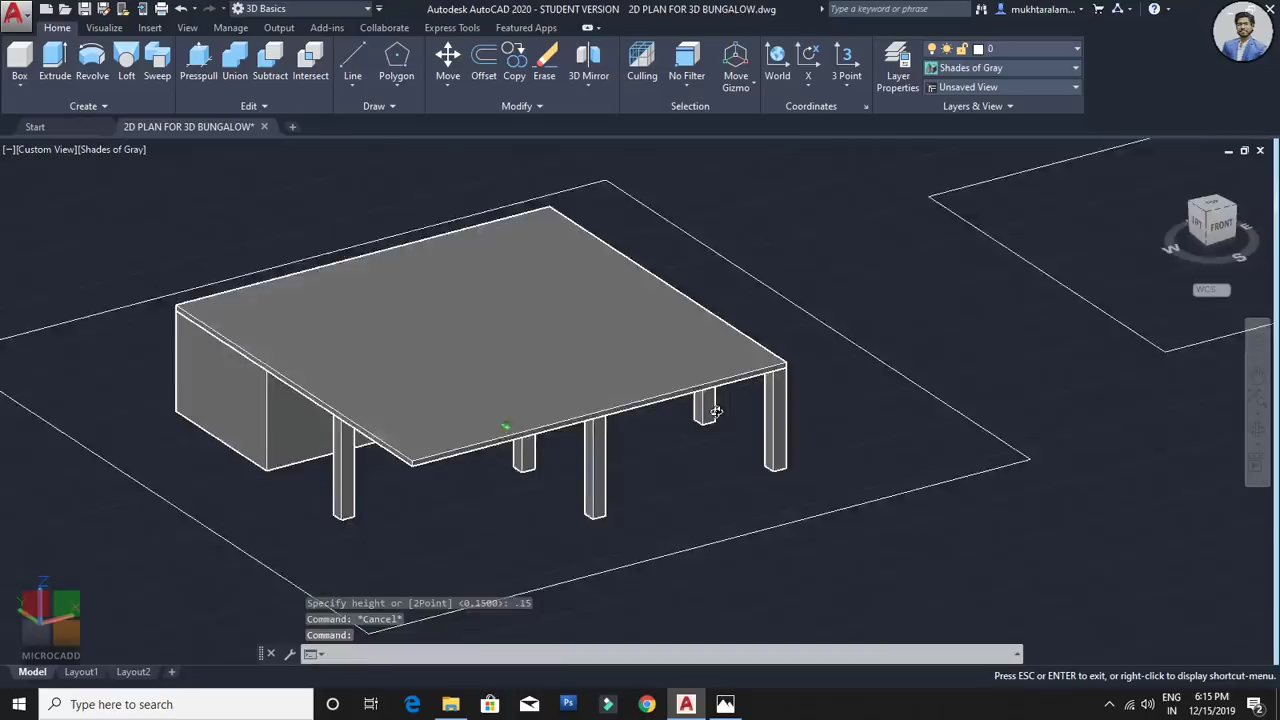 3D Basics
Autodesk AutoCAD 2020 - STUDENT VERSION 2D PLAN FOR 3D BUNGALOW.dwg
Type a keyword or phrase
mukhtaralam...
Home Visualize Insert View Manage Output Add-ins Collaborate Express Tools Featured Apps
Box Extrude Revolve Loft Sweep Presspull Union Subtract Intersect Line Polygon Move Offset Copy Erase 3D Mirror Culling No Filter Move Gizmo World X 3 Point Layer Properties
0
Shades of Gray
Unsaved View
Create Edit Draw Modify Selection Coordinates Layers & View
Start 2D PLAN FOR 3D BUNGALOW*
[−][Custom View][Shades of Gray]
FRONT
W
S
WCS
Z
MICROCADD
Specify height or [2Point] <0.1500>: .15
Command: *Cancel*
Command:
Model Layout1 Layout2 +
Press ESC or ENTER to exit, or right-click to display shortcut-menu.
Type here to search
ENG
IN
6:15 PM
12/15/2019
2